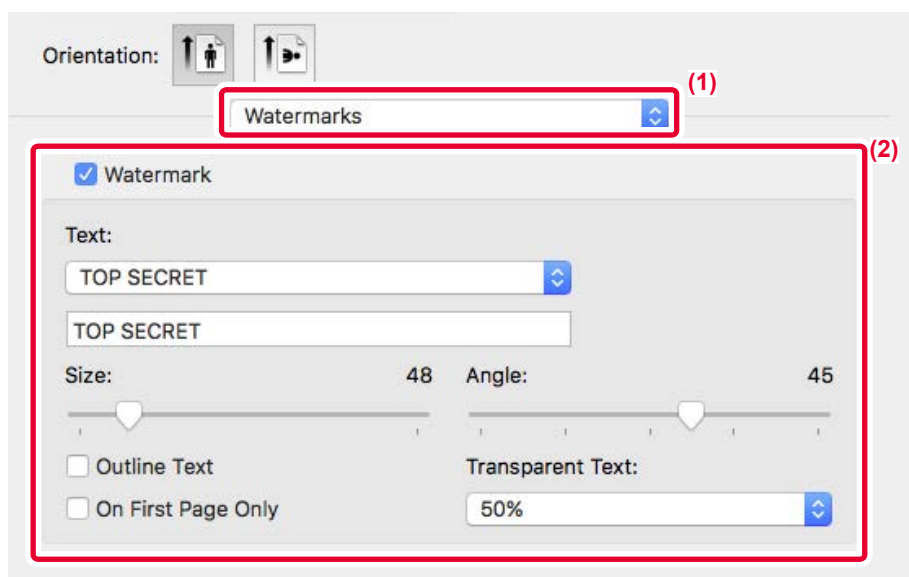 Orientation:
(1)
Watermarks
(2)
Watermark
Text:
TOP SECRET
TOP SECRET
Size: 48 Angle: 45
Outline Text Transparent Text:
On First Page Only 50%